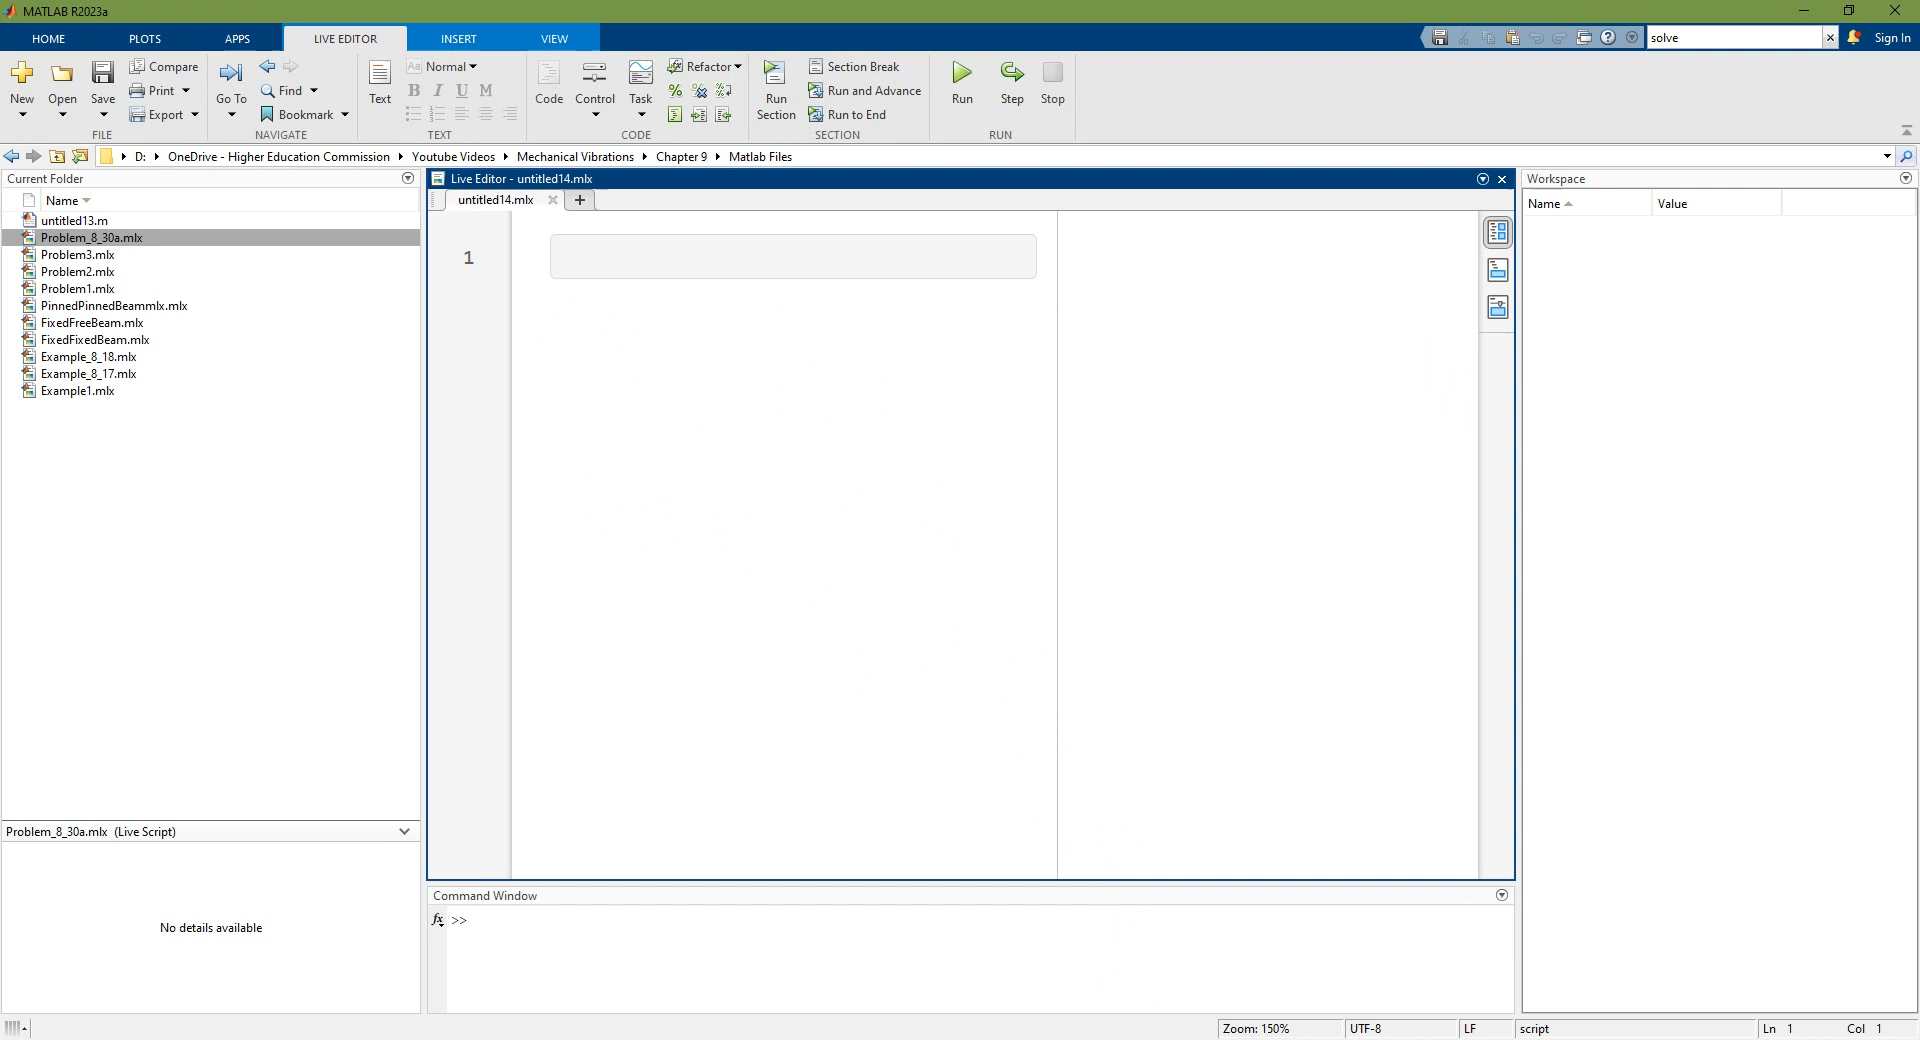 MATLAB R2023a
HOME PLOTS APPS LIVE EDITOR INSERT VIEW solve Sign In
New Open Save Compare Print Export FILE
Go To Find Bookmark NAVIGATE
Text Aa Normal B I U M TEXT
Code Control Task Refactor CODE
Run Section Section Break Run and Advance Run to End SECTION
Run Step Stop RUN
D: OneDrive - Higher Education Commission Youtube Videos Mechanical Vibrations Chapter 9 Matlab Files
Current Folder
Name
untitled13.m
Problem_8_30a.mlx
Problem3.mlx
Problem2.mlx
Problem1.mlx
PinnedPinnedBeammlx.mlx
FixedFreeBeam.mlx
FixedFixedBeam.mlx
Example_8_18.mlx
Example_8_17.mlx
Example1.mlx
Problem_8_30a.mlx (Live Script)
No details available
Live Editor - untitled14.mlx
untitled14.mlx
1
Command Window
fx >>
Workspace
Name Value
Zoom: 150% UTF-8 LF script Ln 1 Col 1